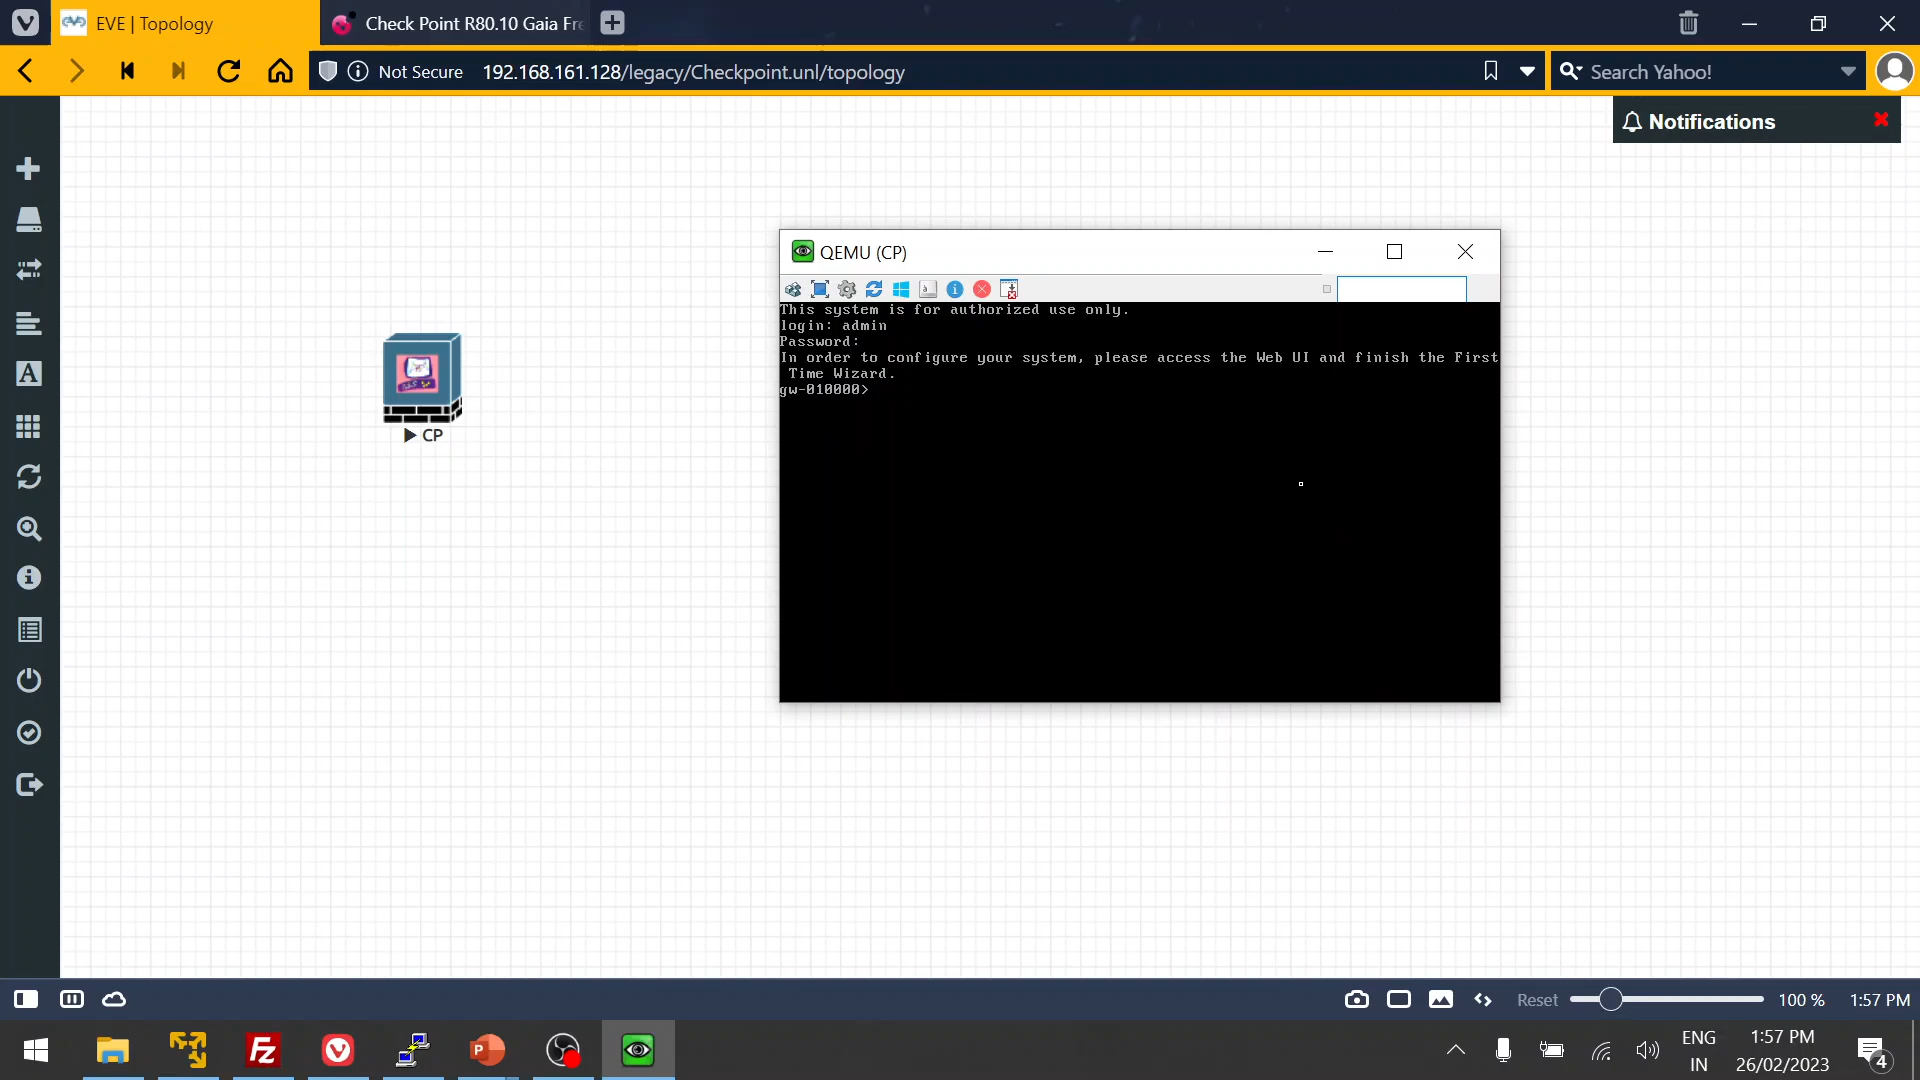 EVE | Topology
Check Point R80.10 Gaia Fre
Not Secure
192.168.161.128/legacy/Checkpoint.unl/topology
Search Yahoo!
Notifications
QEMU (CP)
This system is for authorized use only.
login: admin
Password:
In order to configure your system, please access the Web UI and finish the First
Time Wizard.
gw-010000>
CP
Reset
100 %
1:57 PM
ENG
IN
1:57 PM
26/02/2023
4